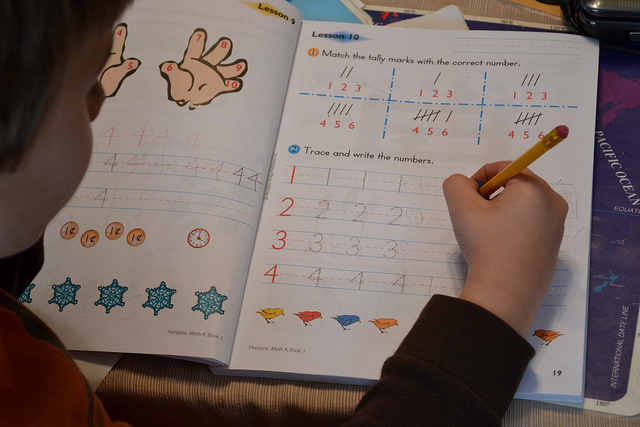 Lesson 9
4
5
6
7
8
9
10
4 4 4
4 4 4 4 4 4
4
1¢ 1¢ 1¢ 1¢
Horizons Math K Book 1
Lesson 10
1 Match the tally marks with the correct number.
1 2 3
1 2 3
1 2 3
4 5 6
4 5 6
4 5 6
2 Trace and write the numbers.
1
2 2 2 2
3 3 3 3
4 4 4 4
Horizons Math K Book 1
19
PACIFIC OCEAN
INTERNATIONAL DATE LINE
180°